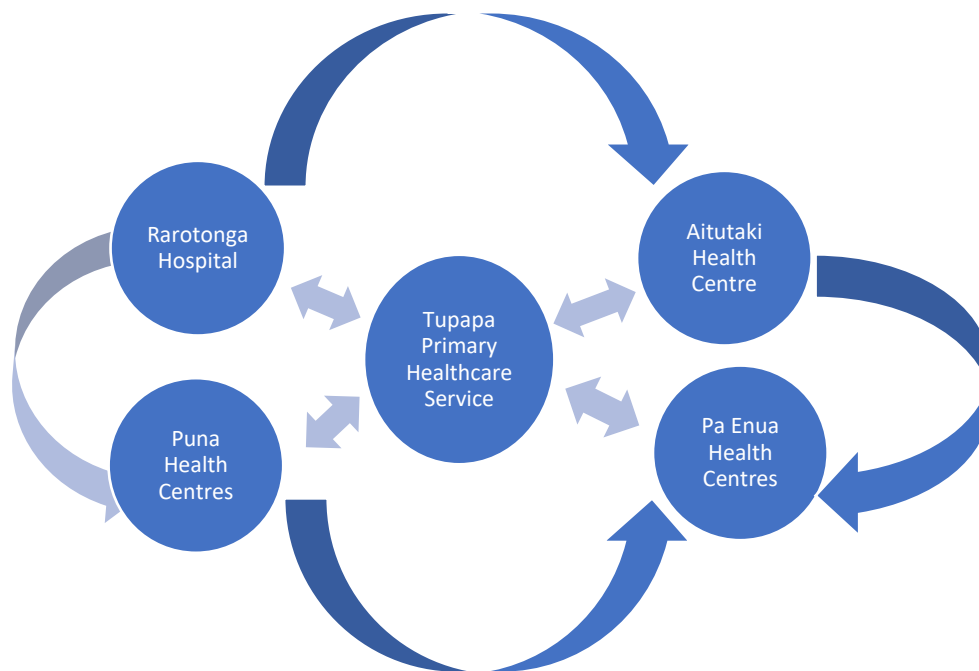 Rarotonga
Hospital
Aitutaki
Health
Centre
Tupapa
Primary
Healthcare
Service
Puna
Health
Centres
Pa Enua
Health
Centres